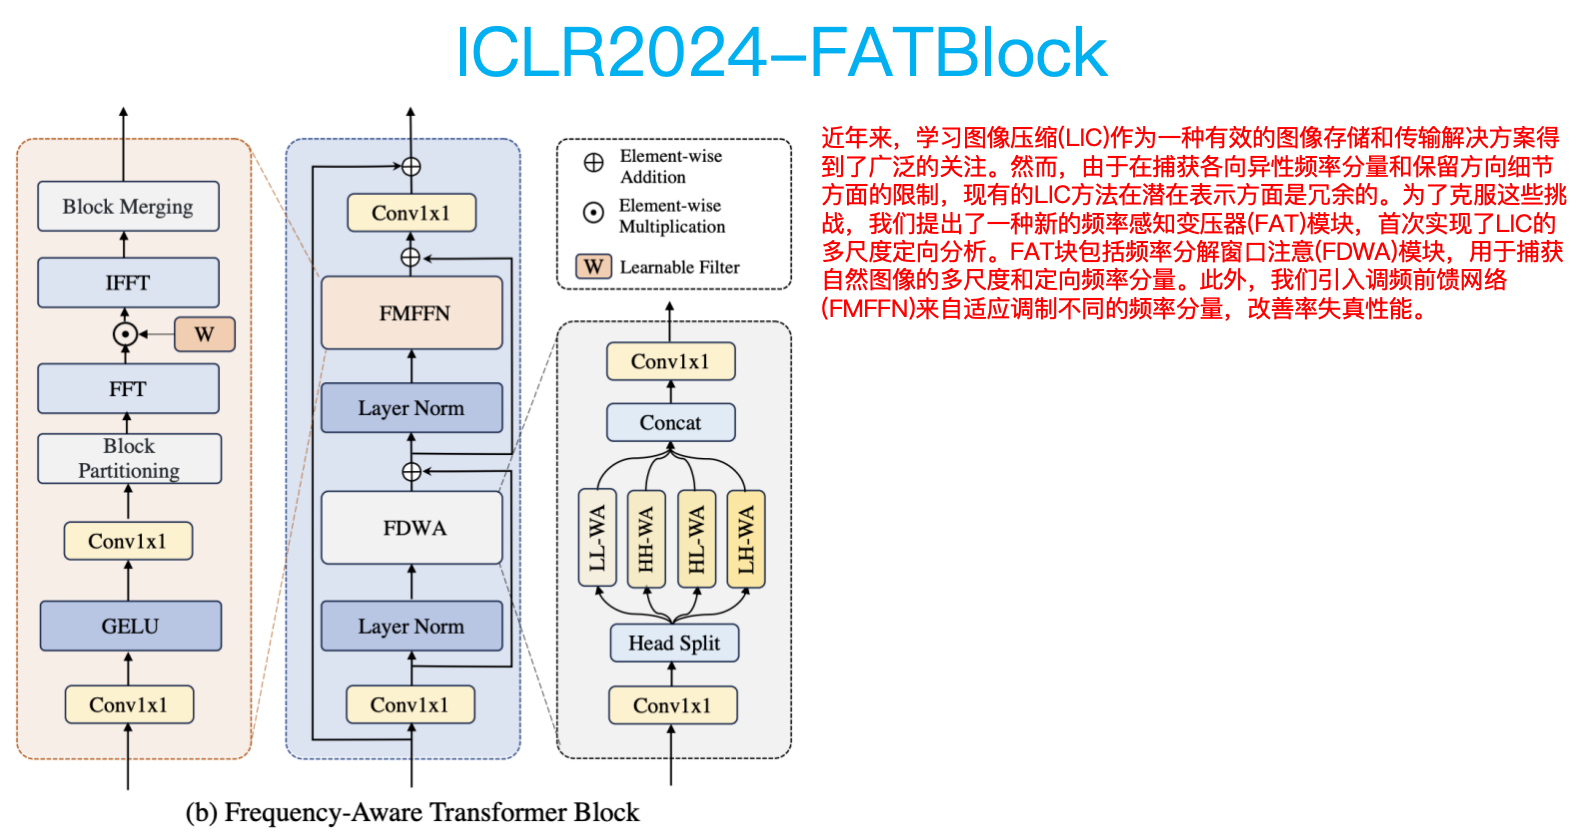 ICLR2024-FATBlock
近年来，学习图像压缩(LIC)作为一种有效的图像存储和传输解决方案得
到了广泛的关注。然而，由于在捕获各向异性频率分量和保留方向细节
方面的限制，现有的LIC方法在潜在表示方面是冗余的。为了克服这些挑
战，我们提出了一种新的频率感知变压器(FAT)模块，首次实现了LIC的
多尺度定向分析。FAT块包括频率分解窗口注意(FDWA)模块，用于捕获
自然图像的多尺度和定向频率分量。此外，我们引入调频前馈网络
(FMFFN)来自适应调制不同的频率分量，改善率失真性能。
Block Merging
IFFT
W
FFT
Block
Partitioning
Conv1x1
GELU
Conv1x1
Conv1x1
FMFFN
Layer Norm
FDWA
Layer Norm
Conv1x1
Element-wise
Addition
Element-wise
Multiplication
W Learnable Filter
Conv1x1
Concat
LL-WA
HH-WA
HL-WA
LH-WA
Head Split
Conv1x1
(b) Frequency-Aware Transformer Block